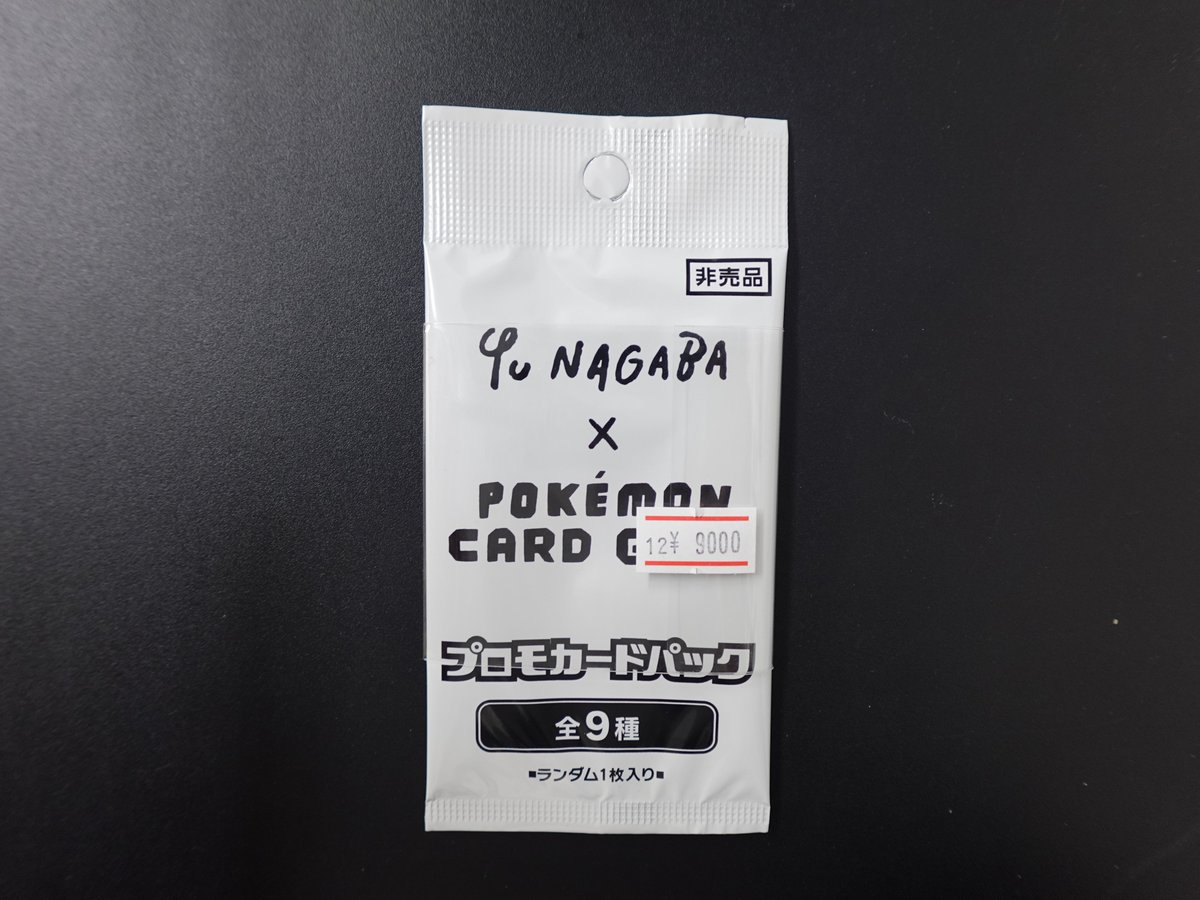 非売品
Yu NAGABA
×
POKÉMON
CARD
12¥ 9000
プロモカードパック
全9種
■ランダム1枚入り■